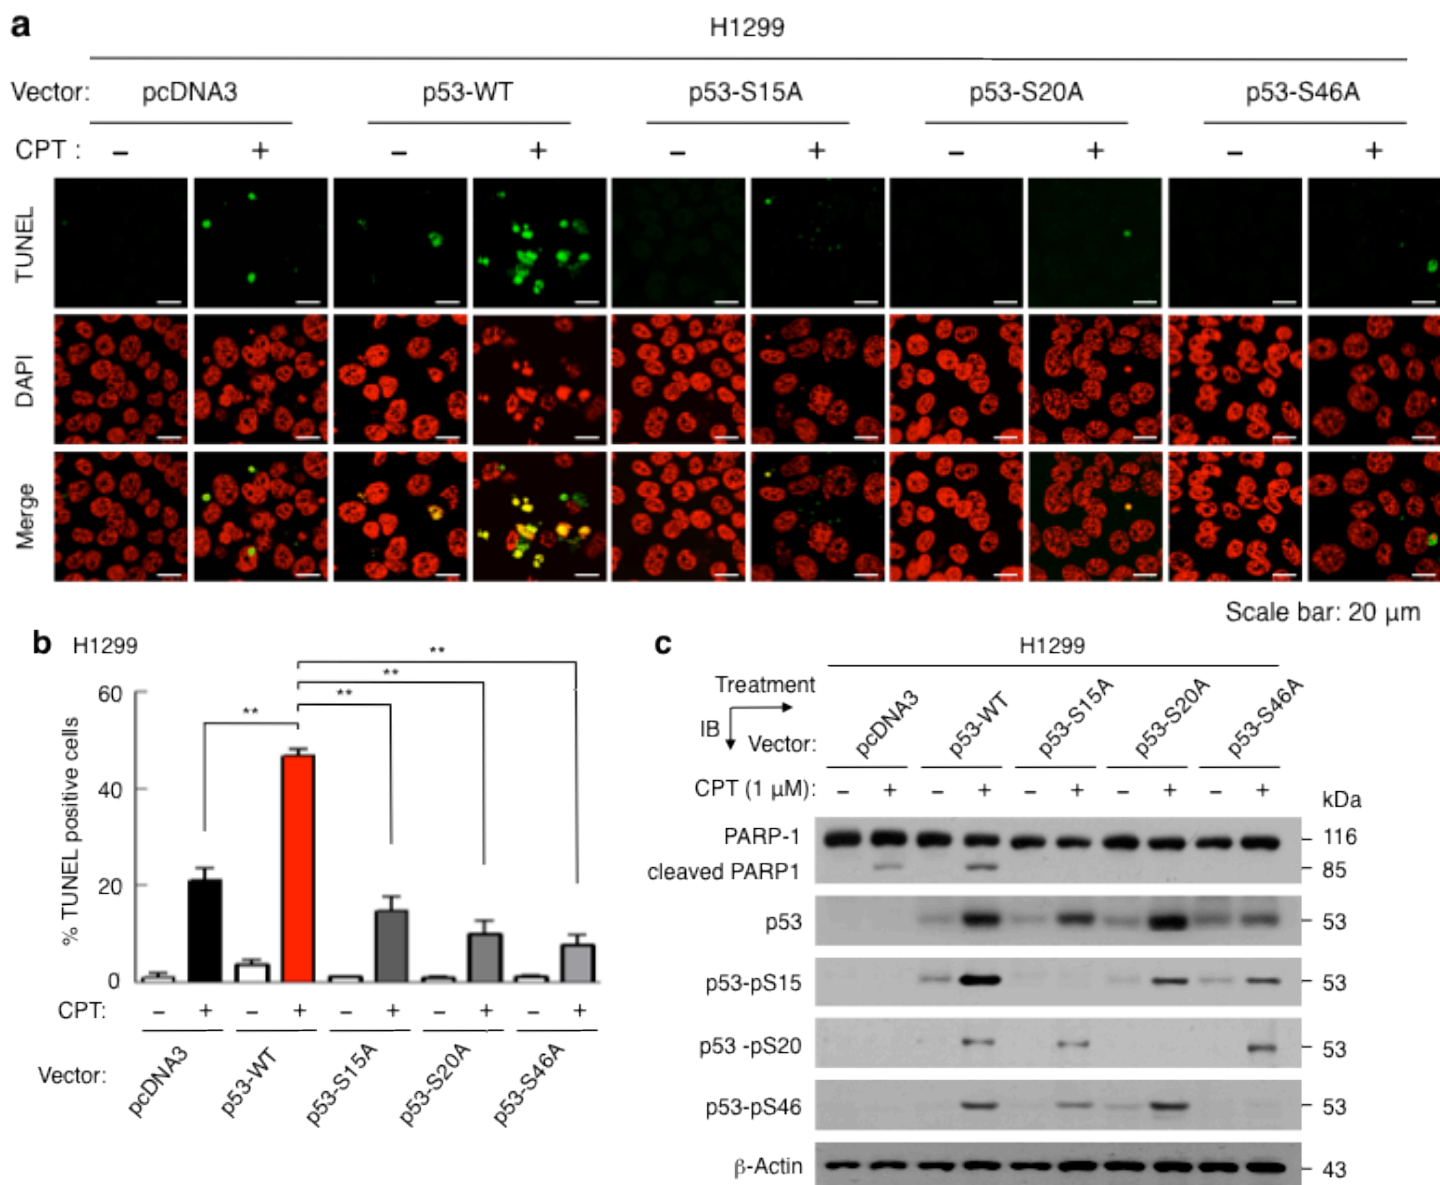 a
H1299
Vector: pcDNA3 p53-WT p53-S15A p53-S20A p53-S46A
CPT : – + – + – + – + – +
TUNEL
DAPI
Merge
Scale bar: 20 µm
b H1299
** ** ** **
% TUNEL positive cells
60
40
20
0
CPT: – + – + – + – + – +
Vector: pcDNA3 p53-WT p53-S15A p53-S20A p53-S46A
c
H1299
Treatment
IB
Vector: pcDNA3 p53-WT p53-S15A p53-S20A p53-S46A
CPT (1 µM): – + – + – + – + – +
kDa
PARP-1 116
cleaved PARP1 85
p53 53
p53-pS15 53
p53 -pS20 53
p53-pS46 53
β-Actin 43